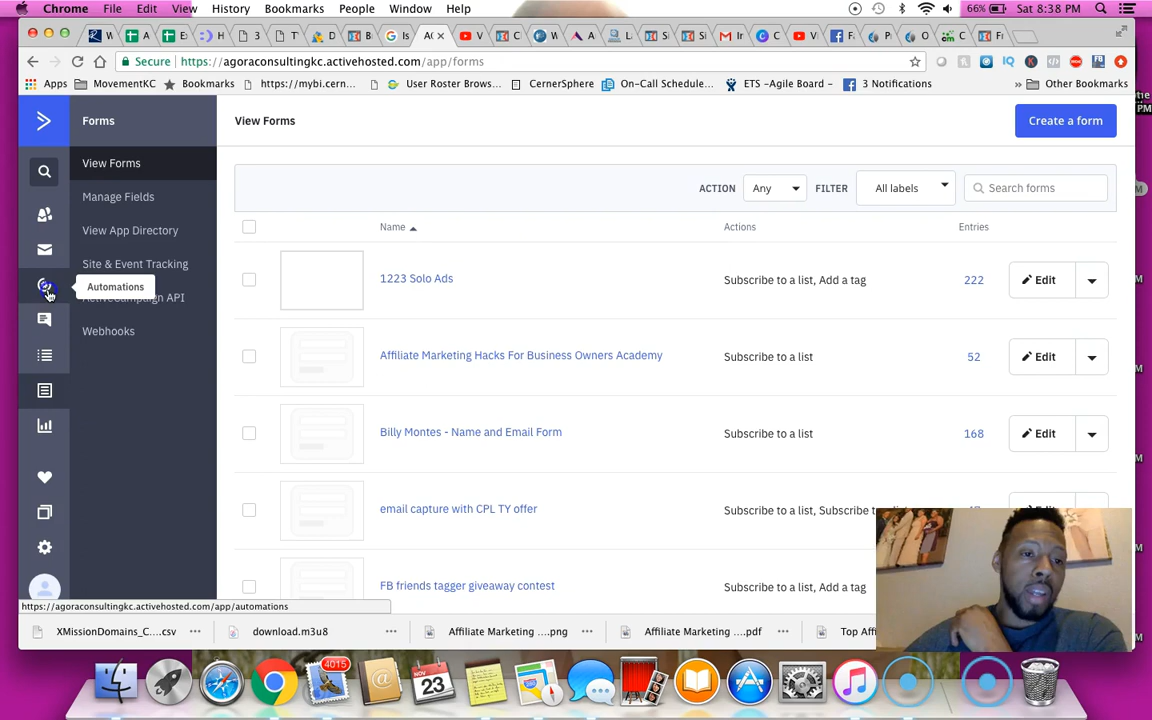 Chrome File Edit View History Bookmarks People Window Help
66% Sat 8:38 PM
Secure https://agoraconsultingkc.activehosted.com/app/forms
Apps MovementKC Bookmarks https://mybi.cern... User Roster Brows... CernerSphere On-Call Schedule... ETS -Agile Board - 3 Notifications Other Bookmarks
Forms
View Forms
Create a form
View Forms
ACTION Any FILTER All labels Search forms
Manage Fields
View App Directory
Name Actions Entries
Site & Event Tracking
1223 Solo Ads Subscribe to a list, Add a tag 222 Edit
Automations
Campaign API
Webhooks
Affiliate Marketing Hacks For Business Owners Academy Subscribe to a list 52 Edit
Billy Montes - Name and Email Form Subscribe to a list 168 Edit
email capture with CPL TY offer Subscribe to a list, Subscribe
FB friends tagger giveaway contest Subscribe to a list, Add a tag
https://agoraconsultingkc.activehosted.com/app/automations
XMissionDomains_C....csv download.m3u8 Affiliate Marketing ....png Affiliate Marketing ....pdf Top Affi
4015
NOV
23